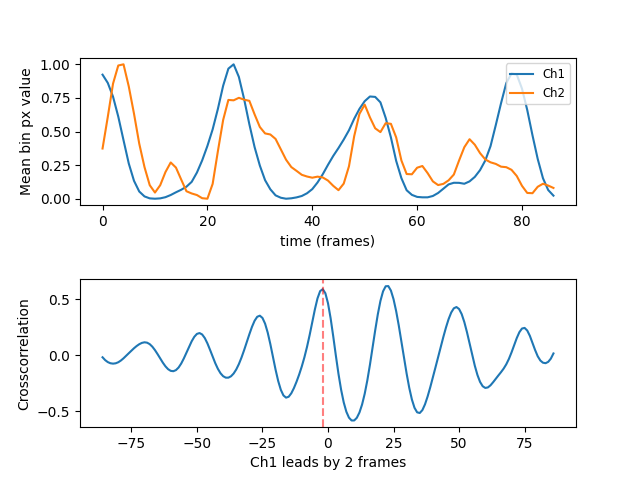 Mean bin px value
1.00
0.75
0.50
0.25
0.00
Ch1
Ch2
0 20 40 60 80
time (frames)
Crosscorrelation
0.5
0.0
−0.5
−75 −50 −25 0 25 50 75
Ch1 leads by 2 frames